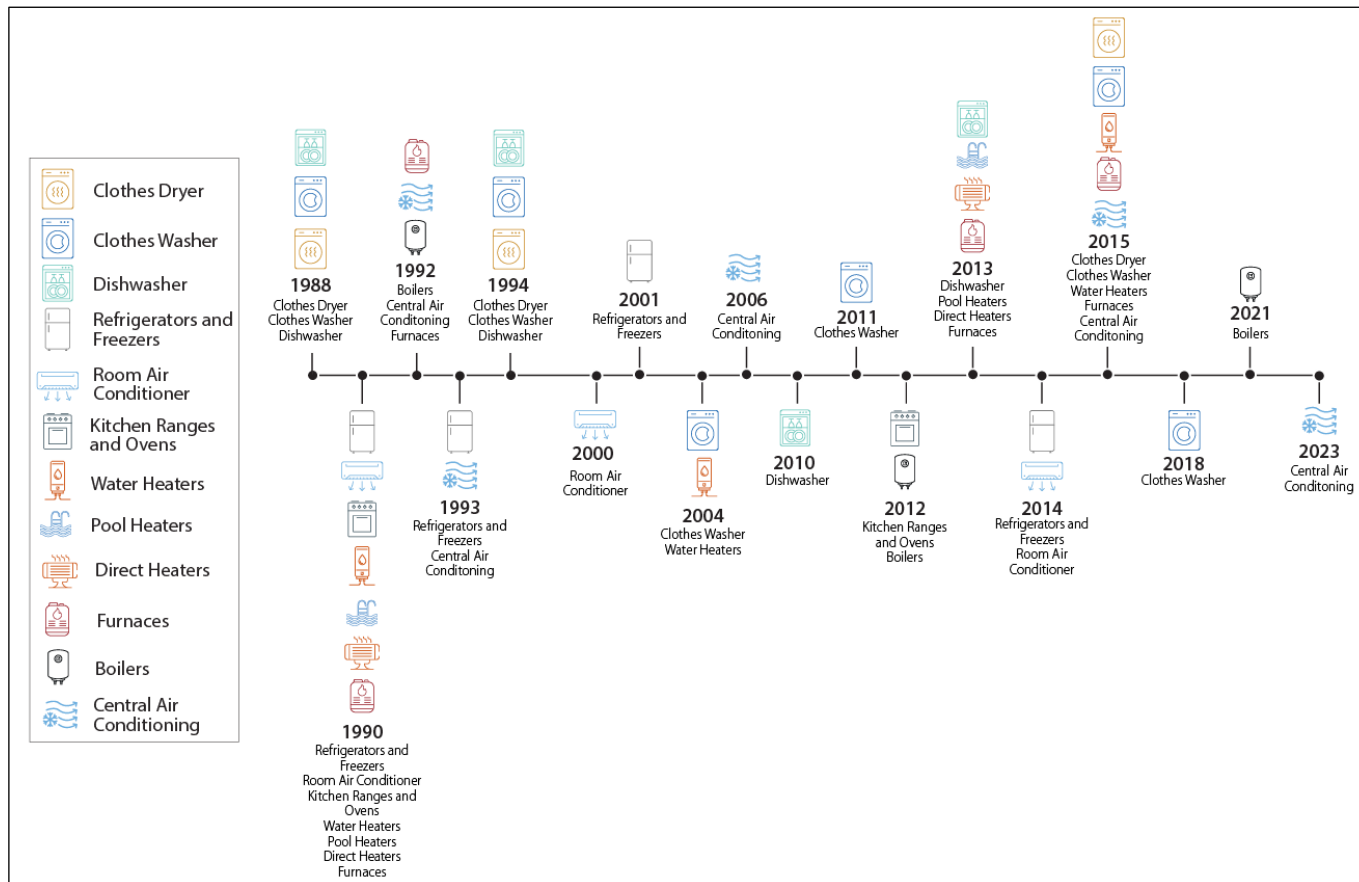 Clothes Dryer
Clothes Washer
Dishwasher
Refrigerators and
Freezers
Room Air
Conditioner
Kitchen Ranges
and Ovens
Water Heaters
Pool Heaters
Direct Heaters
Furnaces
Boilers
Central Air
Conditioning
1988
Clothes Dryer
Clothes Washer
Dishwasher
1990
Refrigerators and
Freezers
Room Air Conditioner
Kitchen Ranges and
Ovens
Water Heaters
Pool Heaters
Direct Heaters
Furnaces
1992
Boilers
Central Air
Conditoning
Furnaces
1993
Refrigerators and
Freezers
Central Air
Conditoning
1994
Clothes Dryer
Clothes Washer
Dishwasher
2000
Room Air
Conditioner
2001
Refrigerators and
Freezers
2004
Clothes Washer
Water Heaters
2006
Central Air
Conditoning
2010
Dishwasher
2011
Clothes Washer
2012
Kitchen Ranges
and Ovens
Boilers
2013
Dishwasher
Pool Heaters
Direct Heaters
Furnaces
2014
Refrigerators and
Freezers
Room Air
Conditioner
2015
Clothes Dryer
Clothes Washer
Water Heaters
Furnaces
Central Air
Conditoning
2018
Clothes Washer
2021
Boilers
2023
Central Air
Conditoning